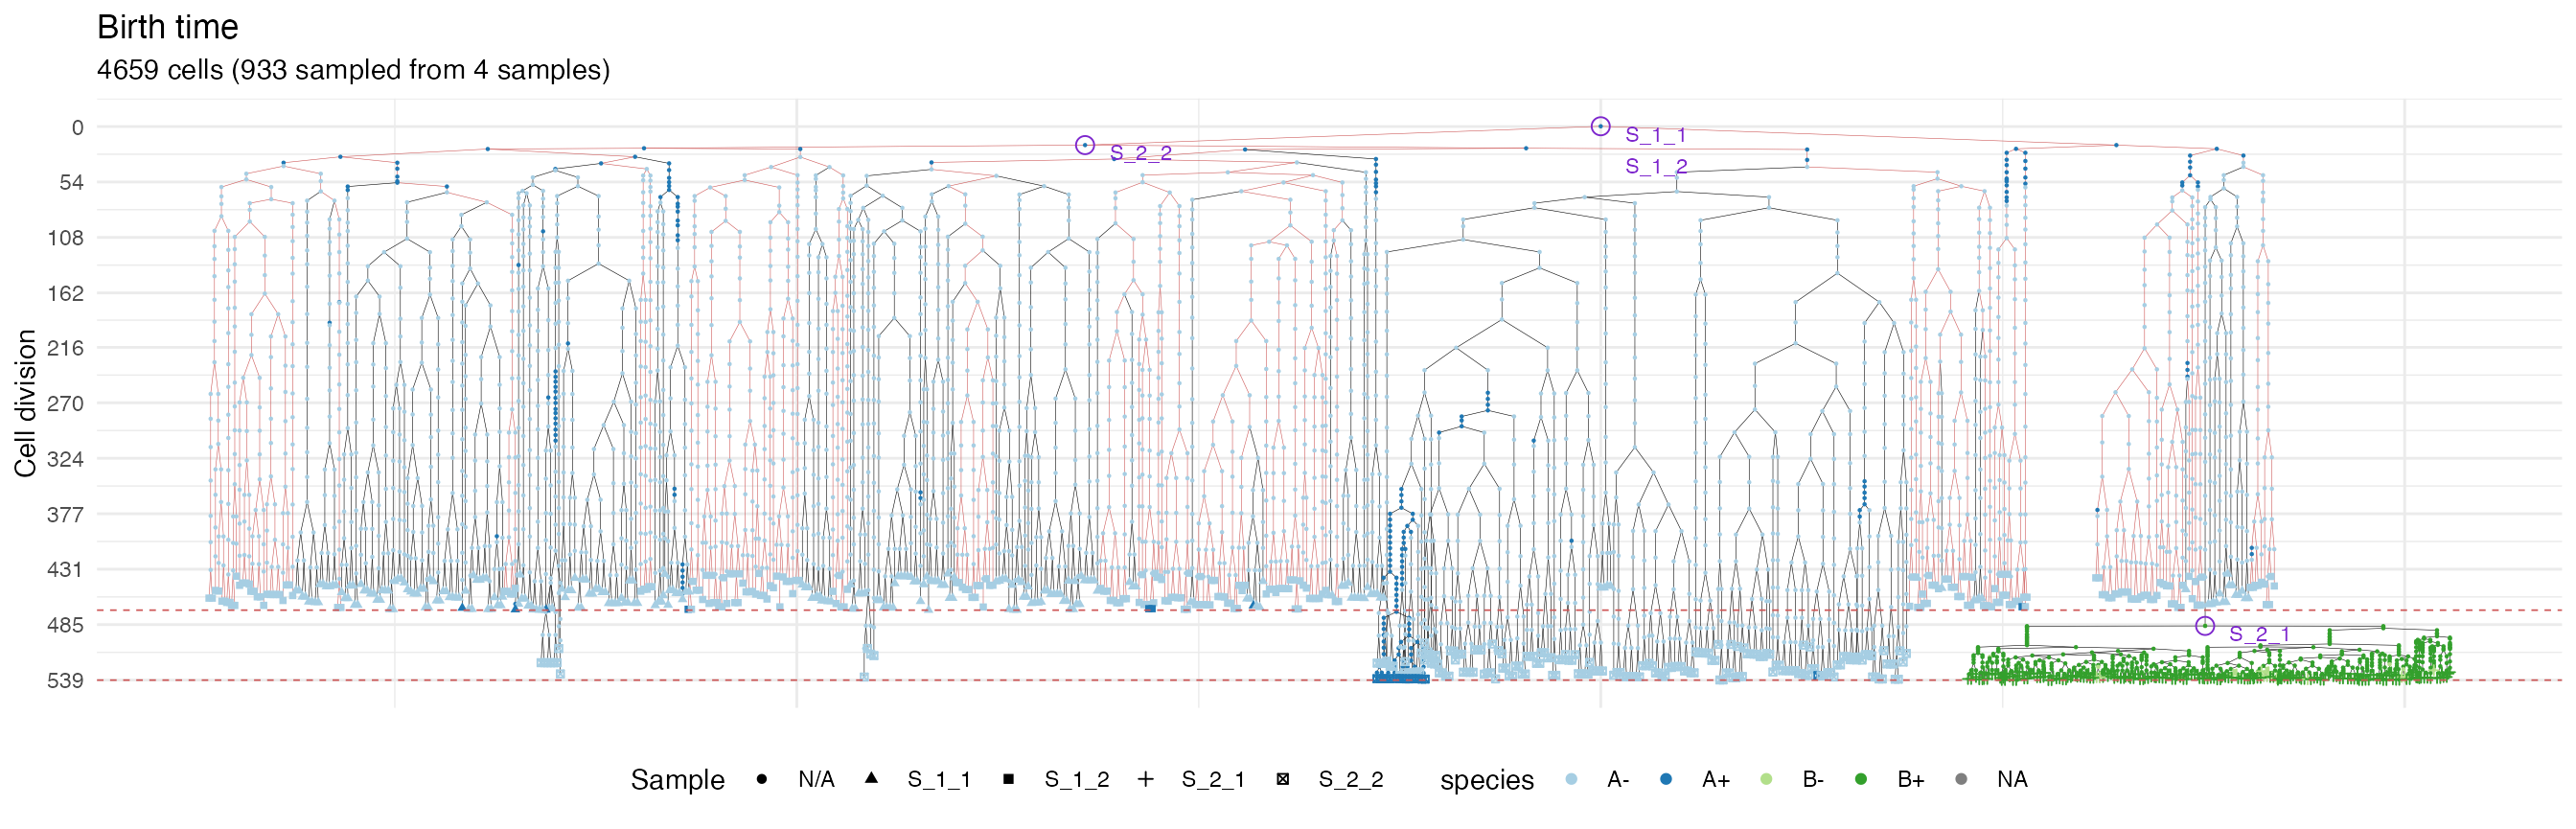 Birth time
4659 cells (933 sampled from 4 samples)
Cell division
0
54
108
162
216
270
324
377
431
485
539
S_1_1
S_2_2
S_1_2
S_2_1
Sample N/A S_1_1 S_1_2 S_2_1 S_2_2 species A- A+ B- B+ NA